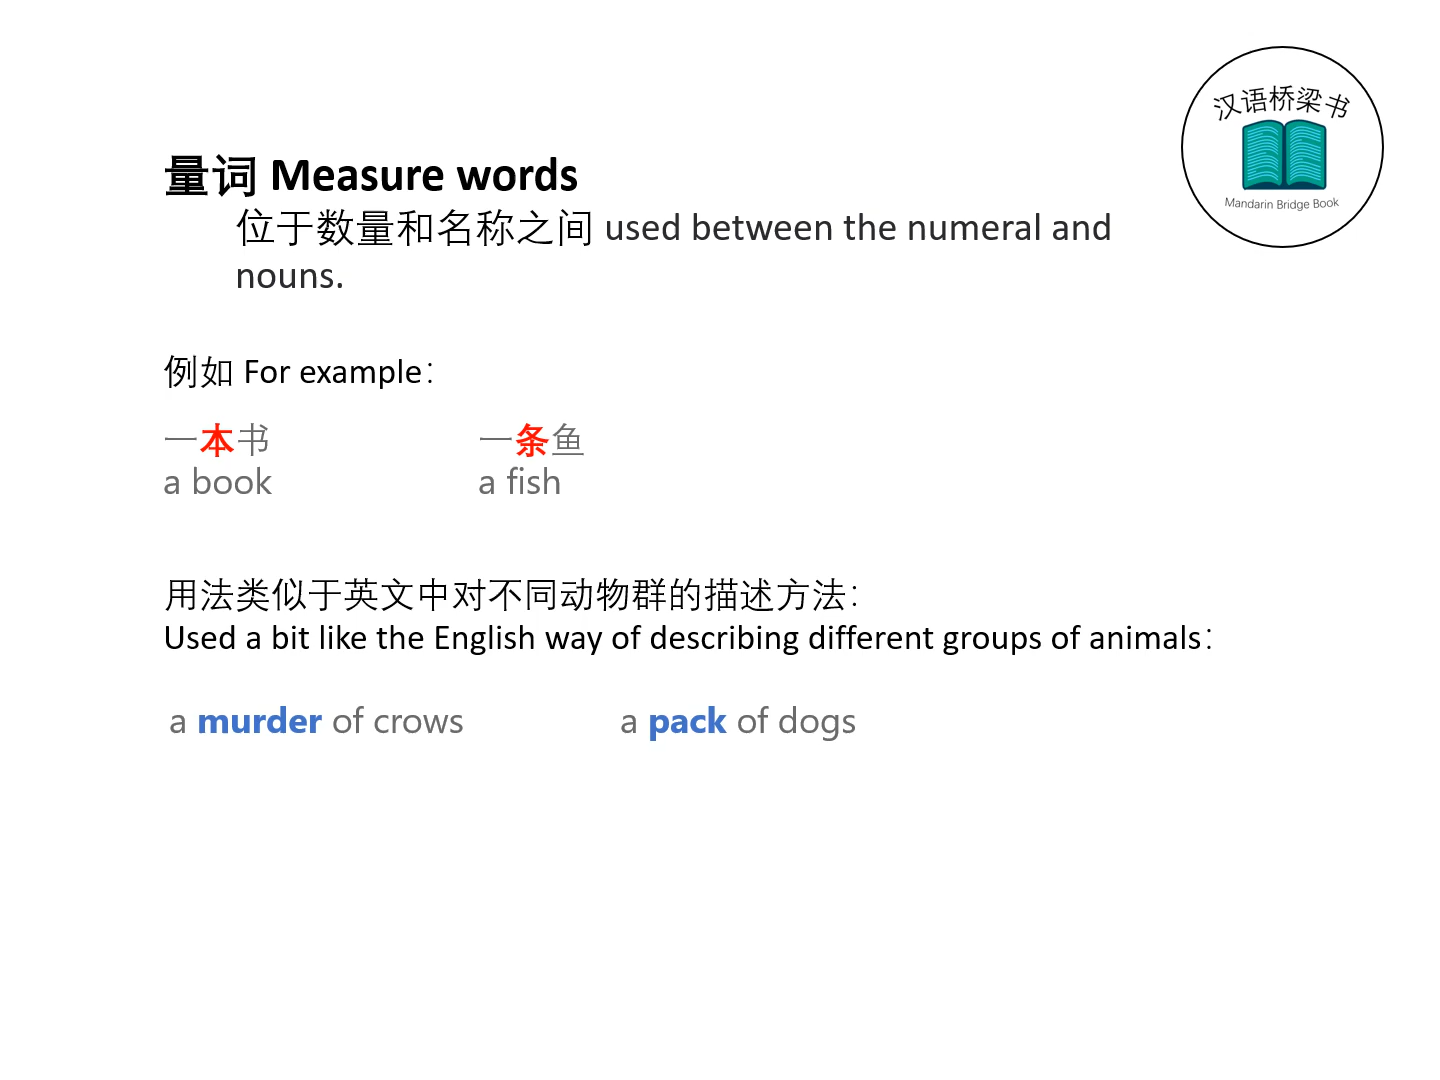 汉语桥梁书
Mandarin Bridge Book
量词 Measure words
位于数量和名称之间 used between the numeral and
nouns.
例如 For example：
一本书 一条鱼
a book a fish
用法类似于英文中对不同动物群的描述方法：
Used a bit like the English way of describing different groups of animals：
a murder of crows a pack of dogs